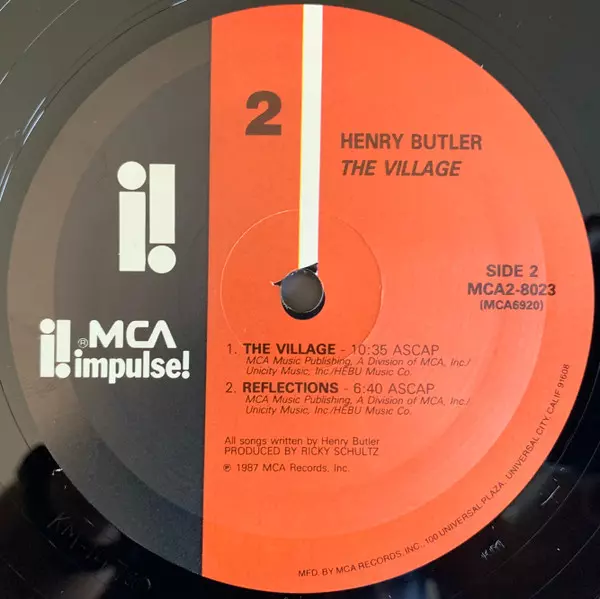 2
HENRY BUTLER
THE VILLAGE
i!
SIDE 2
MCA2-8023
(MCA6920)
i!® MCA
impulse!
1. THE VILLAGE - 10:35 ASCAP
MCA Music Publishing, A Division of MCA, Inc./
Unicity Music, Inc./HEBU Music Co.
2. REFLECTIONS - 6:40 ASCAP
MCA Music Publishing, A Division of MCA, Inc./
Unicity Music, Inc./HEBU Music Co.
All songs written by Henry Butler
PRODUCED BY RICKY SCHULTZ
℗ 1987 MCA Records, Inc.
MFD. BY MCA RECORDS, INC., 100 UNIVERSAL PLAZA, UNIVERSAL CITY, CALIF. 91608